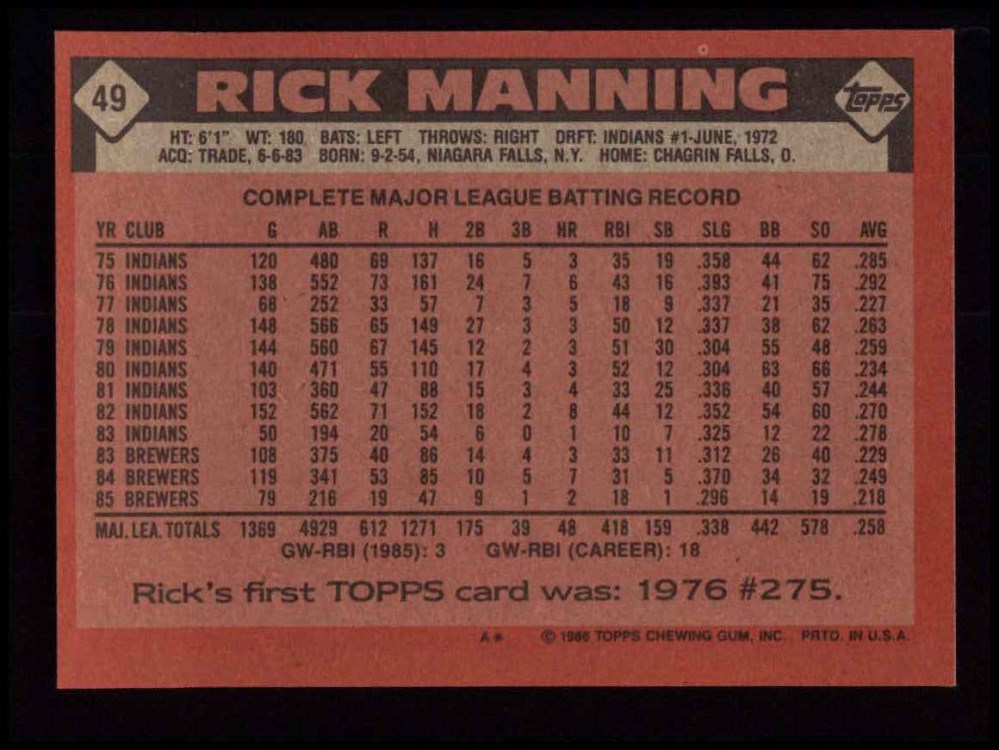 49 RICK MANNING topps
HT: 6'1" WT: 180 BATS: LEFT THROWS: RIGHT DRFT: INDIANS #1-JUNE, 1972
ACQ: TRADE, 6-6-83 BORN: 9-2-54, NIAGARA FALLS, N.Y. HOME: CHAGRIN FALLS, O.
COMPLETE MAJOR LEAGUE BATTING RECORD
YR CLUB G AB R H 2B 3B HR RBI SB SLG BB SO AVG
75 INDIANS 120 480 69 137 16 5 3 35 19 .358 44 62 .285
76 INDIANS 138 552 73 161 24 7 6 43 16 .393 41 75 .292
77 INDIANS 68 252 33 57 7 3 5 18 9 .337 21 35 .227
78 INDIANS 148 566 65 149 27 3 3 50 12 .337 38 62 .263
79 INDIANS 144 560 67 145 12 2 3 51 30 .304 55 48 .259
80 INDIANS 140 471 55 110 17 4 3 52 12 .304 63 66 .234
81 INDIANS 103 360 47 88 15 3 4 33 25 .336 40 57 .244
82 INDIANS 152 562 71 152 18 2 8 44 12 .352 54 60 .270
83 INDIANS 50 194 20 54 6 0 1 10 7 .325 12 22 .278
83 BREWERS 108 375 40 86 14 4 3 33 11 .312 26 40 .229
84 BREWERS 119 341 53 85 10 5 7 31 5 .370 34 32 .249
85 BREWERS 79 216 19 47 9 1 2 18 1 .296 14 19 .218
MAJ. LEA. TOTALS 1369 4929 612 1271 175 39 48 418 159 .338 442 578 .258
GW-RBI (1985): 3 GW-RBI (CAREER): 18
Rick's first TOPPS card was: 1976 #275.
A* © 1986 TOPPS CHEWING GUM, INC. PRTD. IN U.S.A.